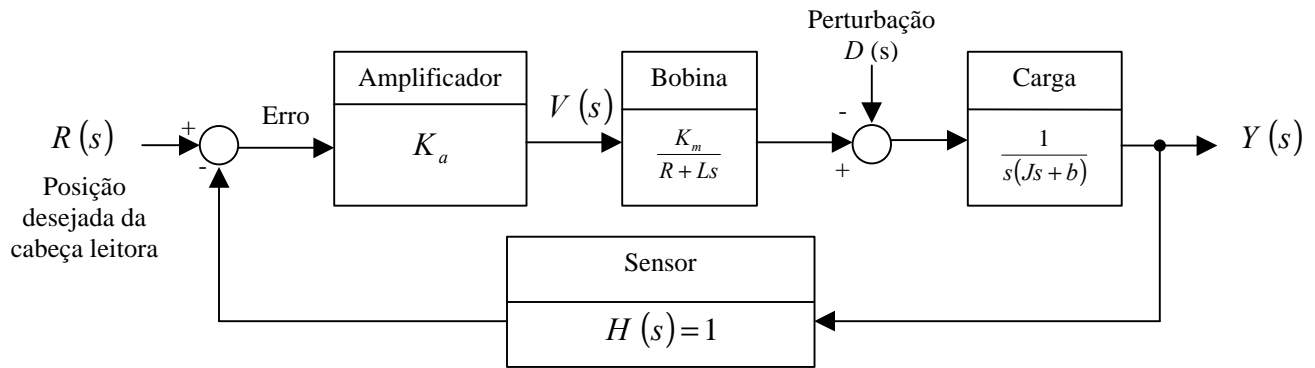 Perturbação
D (s)
Amplificador
Bobina
Carga
V (s)
Erro
R (s)
+
-
K_a
K_m
R + Ls
-
+
1
s(Js + b)
Y (s)
Posição
desejada da
cabeça leitora
Sensor
H (s) = 1